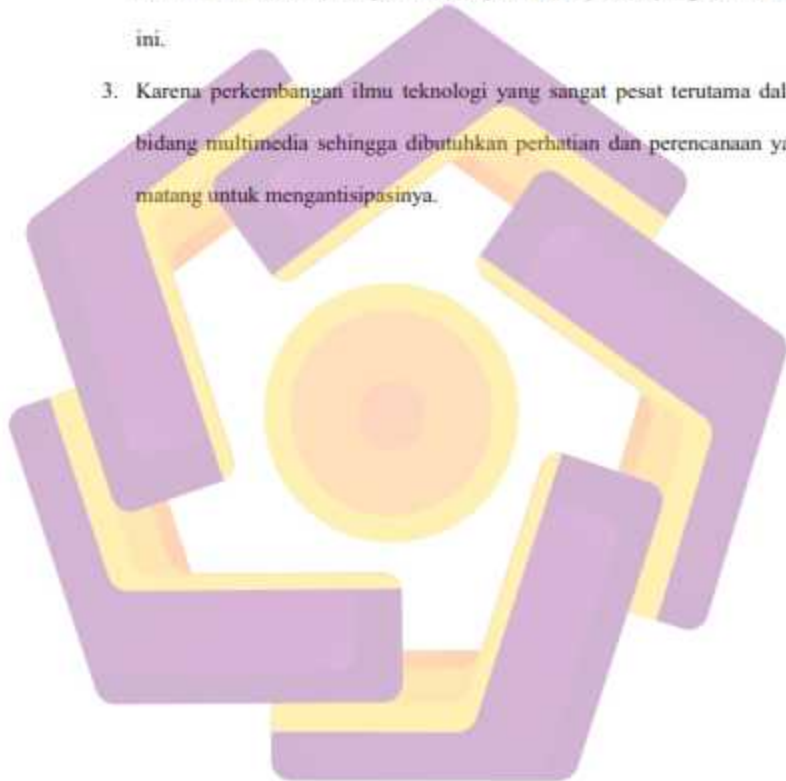 ini.
3. Karena perkembangan ilmu teknologi yang sangat pesat terutama dal
bidang multimedia sehingga dibutuhkan perhatian dan perencanaan ya
matang untuk mengantisipasinya.